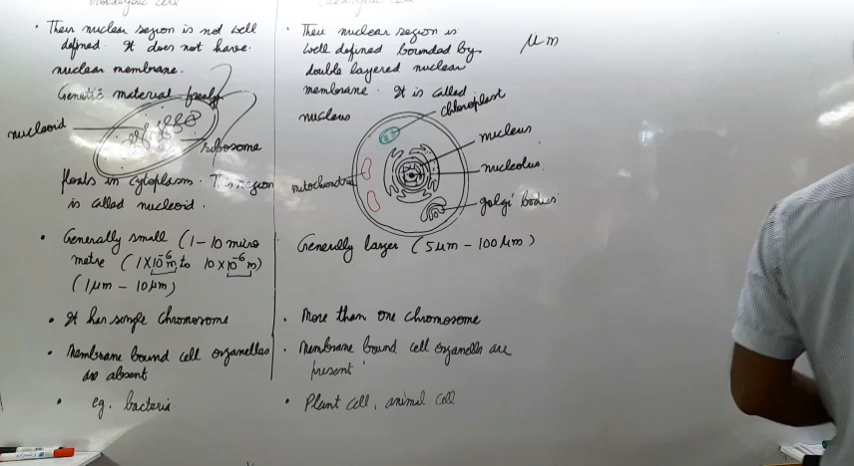 Prokaryotic cell
• Their nuclear region is not well
defined. It does not have
nuclear membrane.
Genetic material freely
nucleoid
ribosome
floats in cytoplasm. This region
is called nucleoid.
• Generally small (1-10 micro
metre (1×10⁻⁶m to 10×10⁻⁶m)
(1μm - 10μm)
• It has single chromosome
• Membrane bound cell organelles
are absent
• eg. bacteria
Eukaryotic cell
• Their nuclear region is
well defined bounded by
double layered nuclear
membrane. It is called
nucleus
chloroplast
nucleus
nucleolus
mitochondria
golgi bodies
Generally larger (5μm - 100μm)
• More than one chromosome
• Membrane bound cell organelles are
present
• Plant cell, animal cell
μm